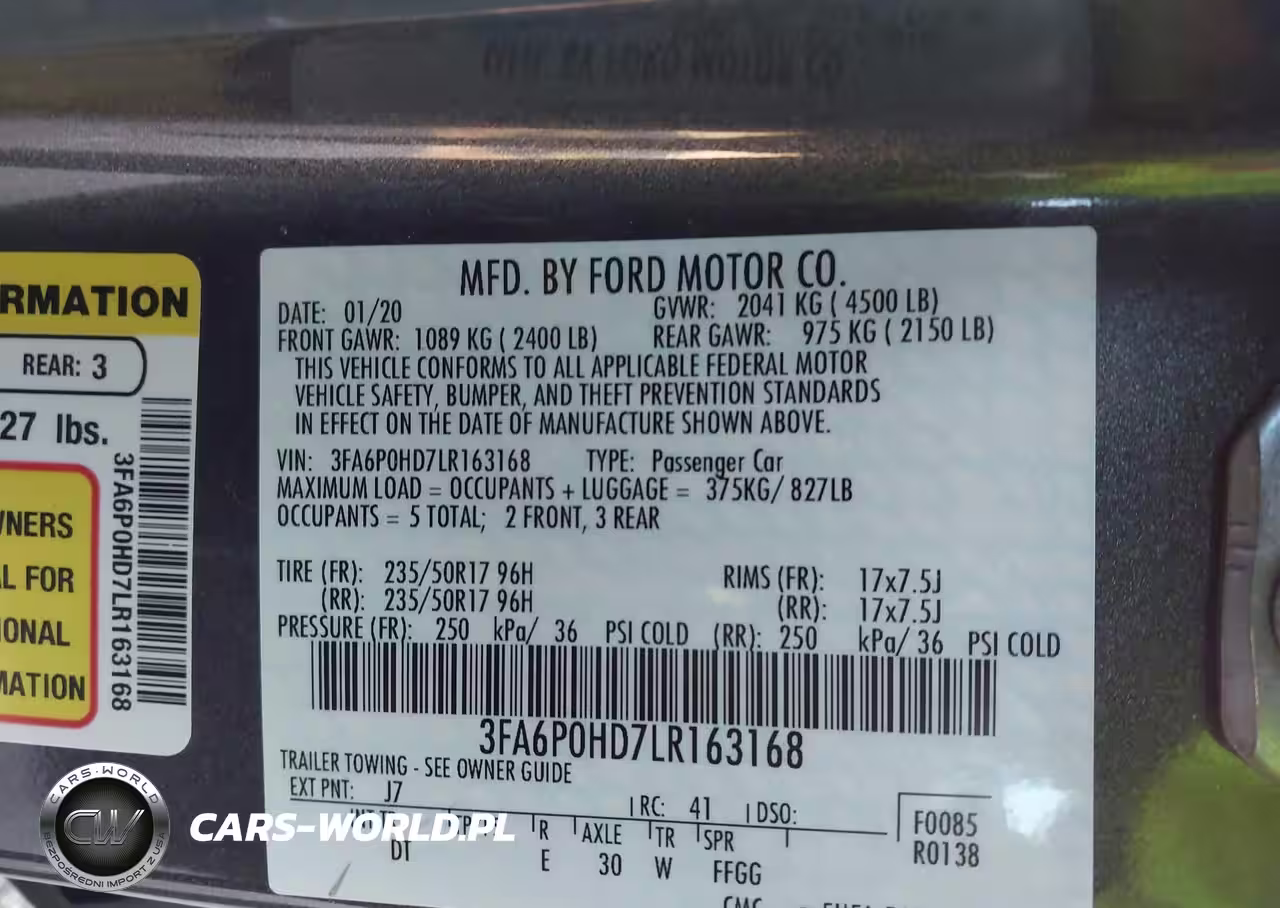 RMATION
REAR: 3
27 lbs.
3FA6P0HD7LR163168
WNERS
L FOR
IONAL
MATION
MFD. BY FORD MOTOR CO.
DATE: 01/20 GVWR: 2041 KG ( 4500 LB)
FRONT GAWR: 1089 KG ( 2400 LB) REAR GAWR: 975 KG ( 2150 LB)
THIS VEHICLE CONFORMS TO ALL APPLICABLE FEDERAL MOTOR
VEHICLE SAFETY, BUMPER, AND THEFT PREVENTION STANDARDS
IN EFFECT ON THE DATE OF MANUFACTURE SHOWN ABOVE.
VIN: 3FA6P0HD7LR163168 TYPE: Passenger Car
MAXIMUM LOAD = OCCUPANTS + LUGGAGE = 375KG/ 827LB
OCCUPANTS = 5 TOTAL; 2 FRONT, 3 REAR
TIRE (FR): 235/50R17 96H RIMS (FR): 17x7.5J
(RR): 235/50R17 96H (RR): 17x7.5J
PRESSURE (FR): 250 kPa/ 36 PSI COLD (RR): 250 kPa/ 36 PSI COLD
3FA6P0HD7LR163168
TRAILER TOWING - SEE OWNER GUIDE
EXT PNT: J7 RC: 41 DSO: F0085
R AXLE TR SPR R0138
DT E 30 W FFGG
CARS-WORLD
CW
BEZPOŚREDNI IMPORT Z USA
CARS-WORLD.PL